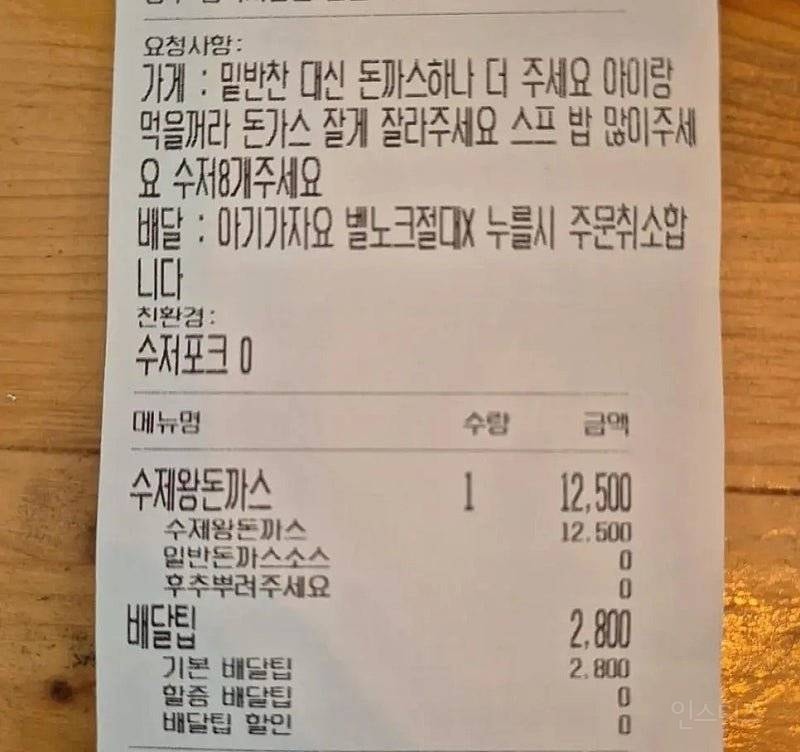 요청사항:
가게 : 밑반찬 대신 돈까스하나 더 주세요 아이랑
먹을꺼라 돈가스 잘게 잘라주세요 스프 밥 많이주세
요 수저8개주세요
배달 : 아기가자요 벨노크절대X 누를시 주문취소합
니다
친환경:
수저포크 O
메뉴명 수량 금액
수제왕돈까스 1 12,500
수제왕돈까스 12,500
일반돈까스소스 0
후추뿌려주세요 0
배달팁 2,800
기본 배달팁 2,800
할증 배달팁 0
배달팁 할인 0